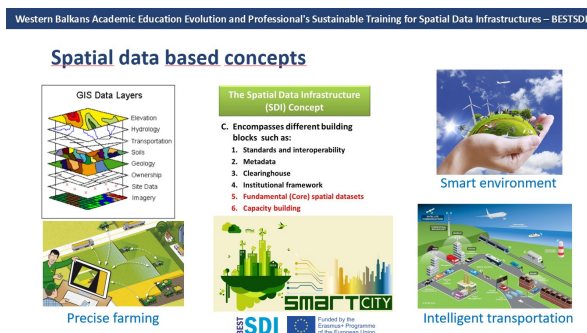 Western Balkans Academic Education Evolution and Professional's Sustainable Training for Spatial Data Infrastructures – BESTSDI
Spatial data based concepts
GIS Data Layers
Elevation
Hydrology
Transportation
Soils
Geology
Ownership
Site Data
Imagery
Precise farming
The Spatial Data Infrastructure
(SDI) Concept
C. Encompasses different building
blocks such as:
1. Standards and interoperability
2. Metadata
3. Clearinghouse
4. Institutional framework
5. Fundamental (Core) spatial datasets
6. Capacity building
SMARTCITY
BEST
SDI
Funded by the
Erasmus+ Programme
of the European Union
Smart environment
Intelligent transportation